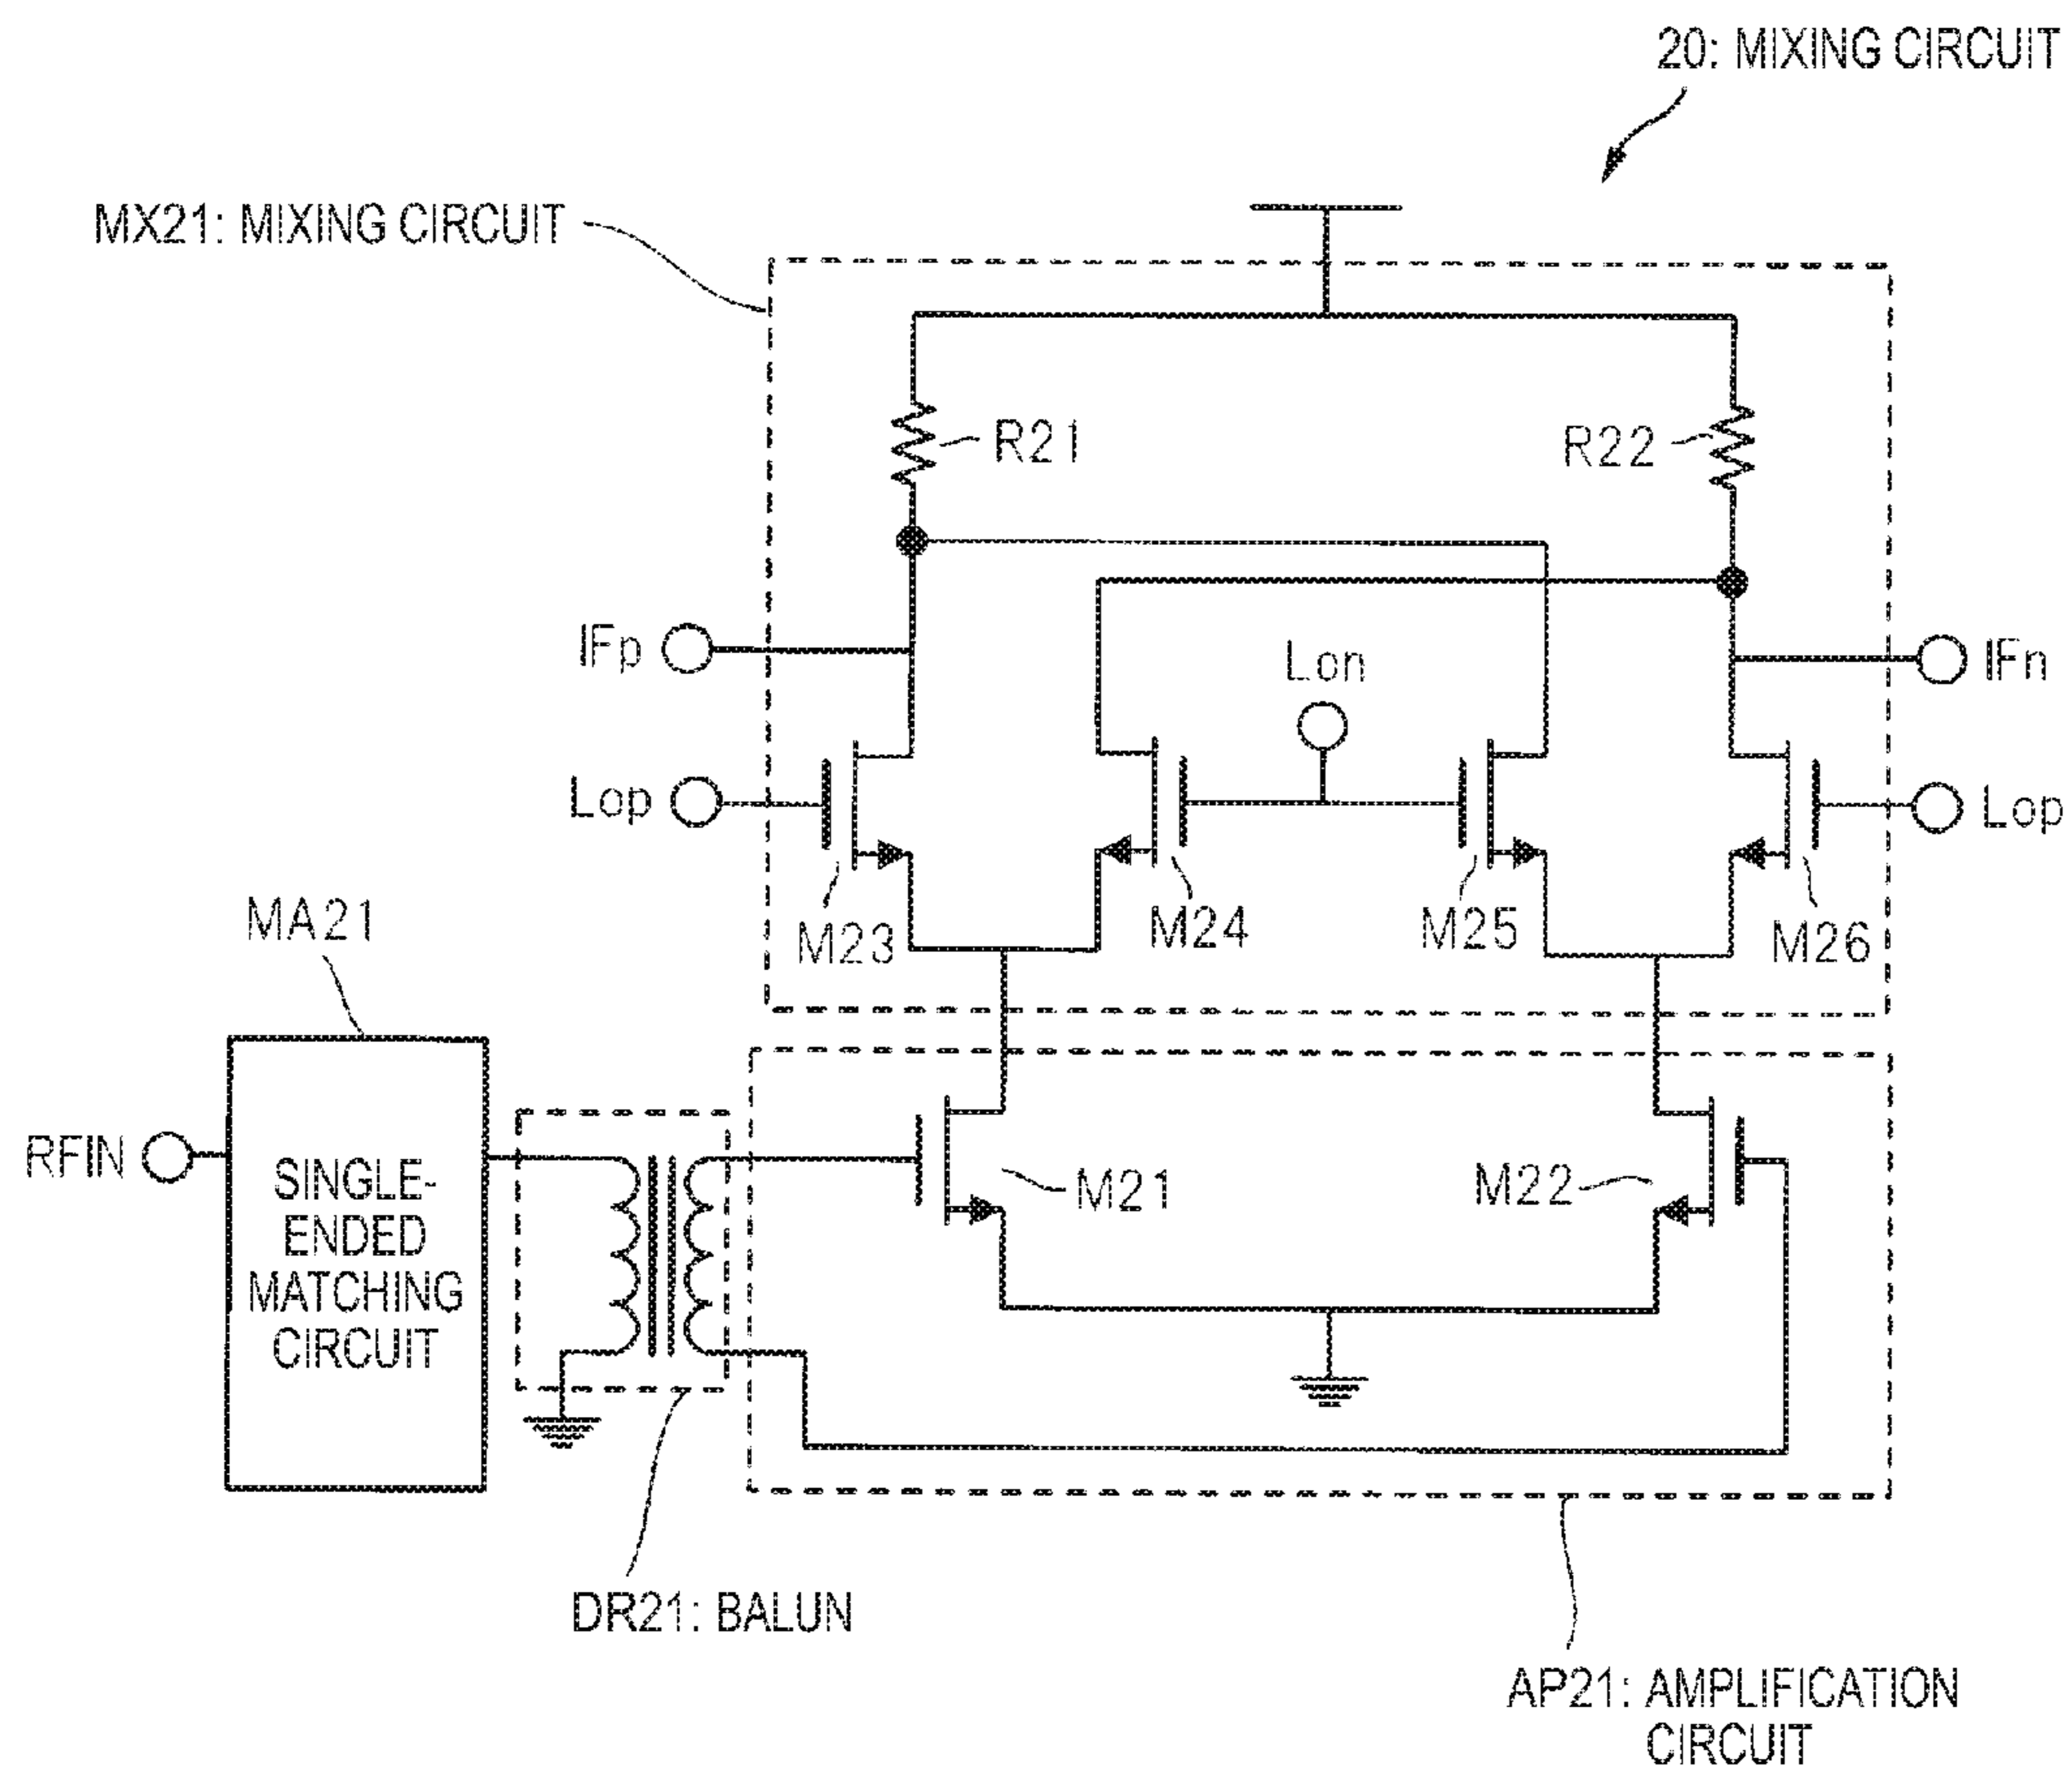 20: MIXING CIRCUIT
MX21: MIXING CIRCUIT
R21
R22
IFp
Lon
IFn
Lop
Lop
M23
M24
M25
M26
MA21
RFIN
SINGLE-
ENDED
MATCHING
CIRCUIT
M21
M22
DR21: BALUN
AP21: AMPLIFICATION
CIRCUIT